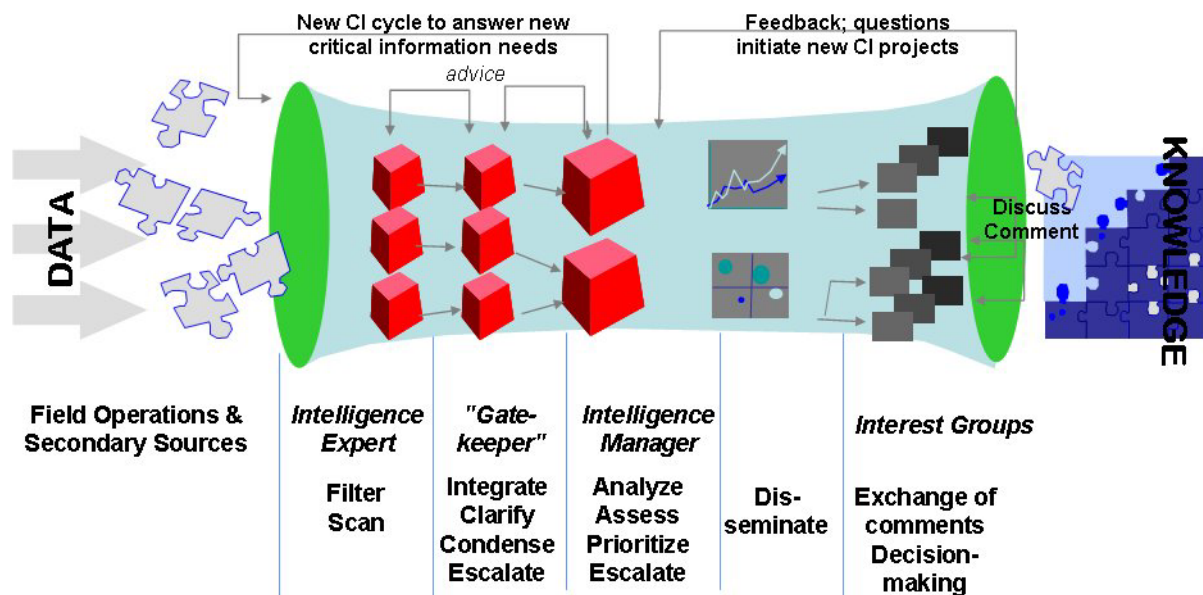 New CI cycle to answer new
critical information needs
advice
Feedback; questions
initiate new CI projects
DATA
Discuss
Comment
KNOWLEDGE
Field Operations &
Secondary Sources
Intelligence
Expert
Filter
Scan
"Gate-
keeper"
Integrate
Clarify
Condense
Escalate
Intelligence
Manager
Analyze
Assess
Prioritize
Escalate
Dis-
seminate
Interest Groups
Exchange of
comments
Decision-
making